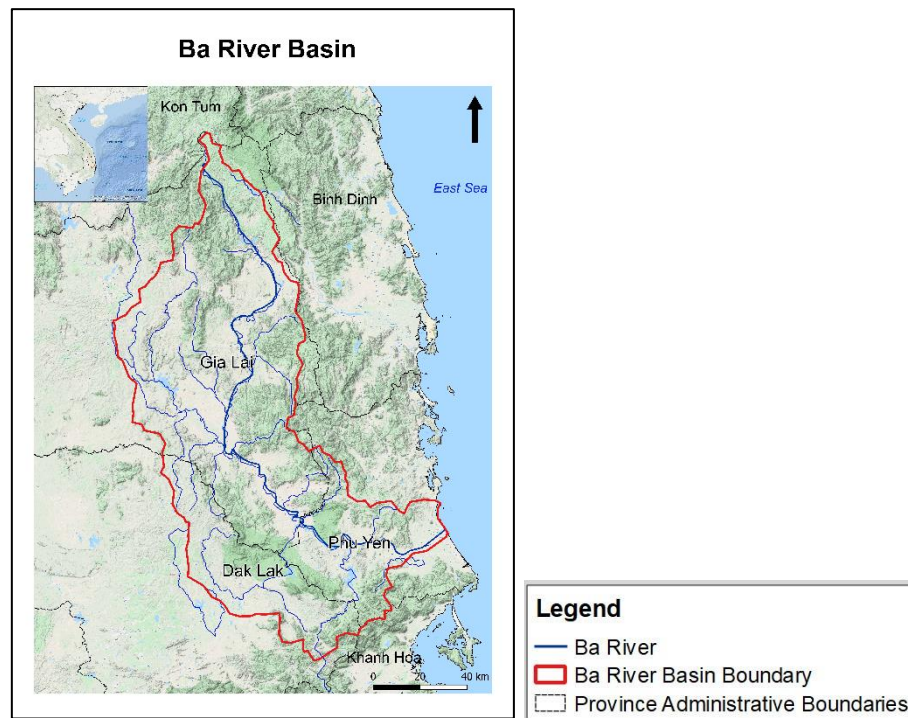 Ba River Basin
Kon Tum
East Sea
Binh Dinh
Gia Lai
Phu Yen
Dak Lak
Khanh Hoa
0 20 40 km
Legend
Ba River
Ba River Basin Boundary
Province Administrative Boundaries